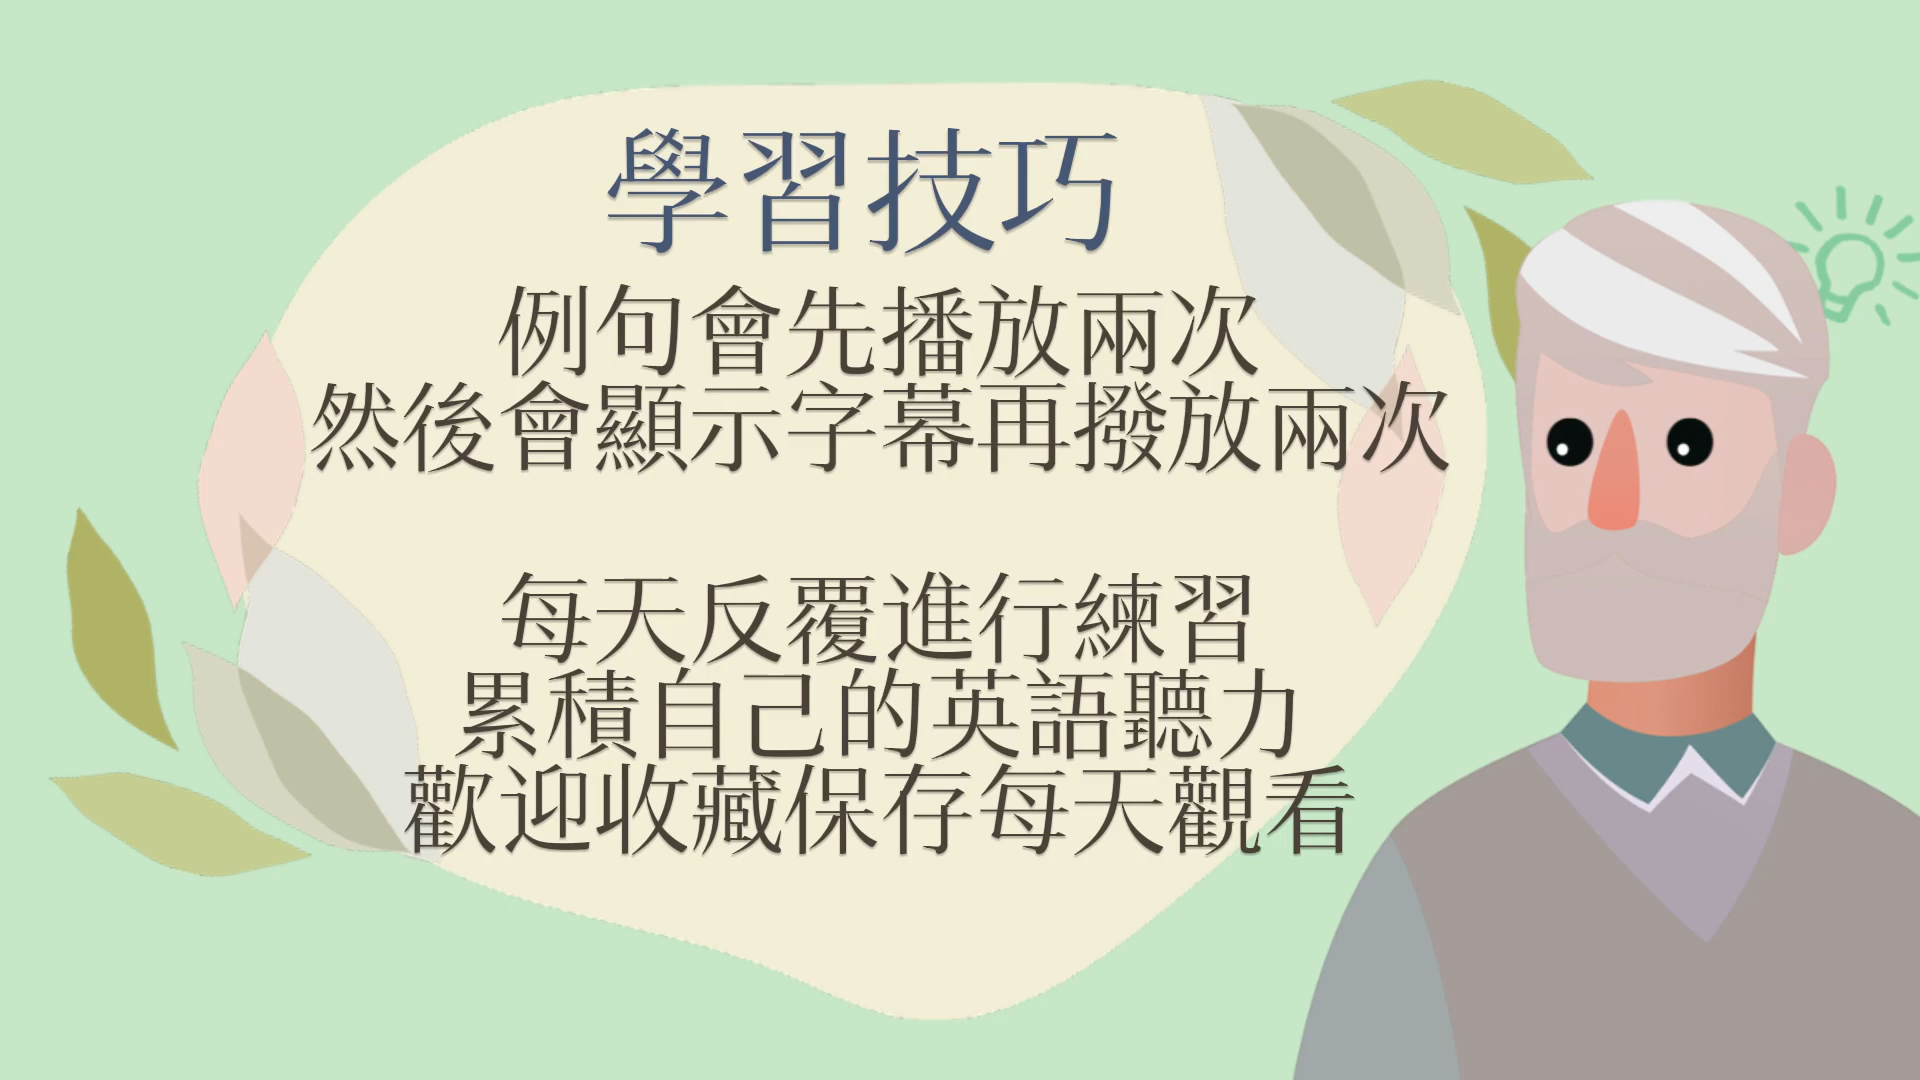 學習技巧
例句會先播放兩次
然後會顯示字幕再撥放兩次
每天反覆進行練習
累積自己的英語聽力
歡迎收藏保存每天觀看